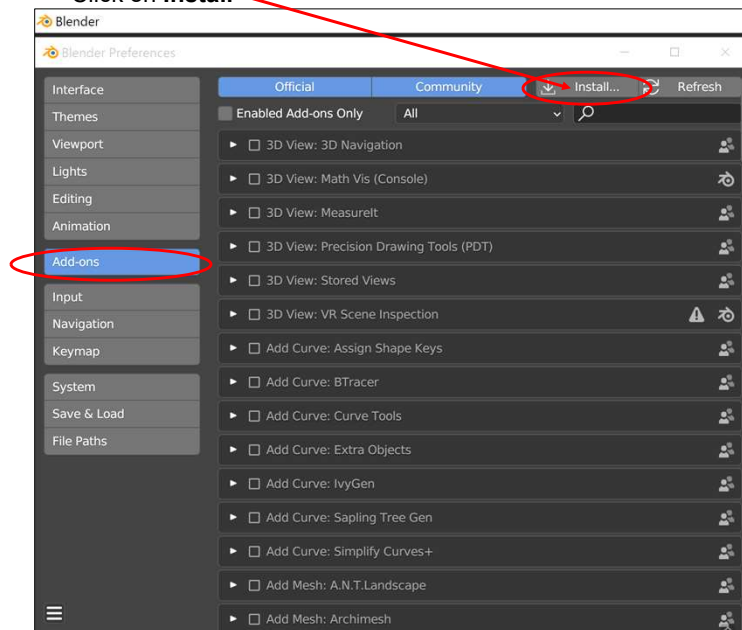 Click on Install
Blender
Blender Preferences
Interface
Themes
Viewport
Lights
Editing
Animation
Add-ons
Input
Navigation
Keymap
System
Save & Load
File Paths
Official Community Install... Refresh
Enabled Add-ons Only All
3D View: 3D Navigation
3D View: Math Vis (Console)
3D View: MeasureIt
3D View: Precision Drawing Tools (PDT)
3D View: Stored Views
3D View: VR Scene Inspection
Add Curve: Assign Shape Keys
Add Curve: BTracer
Add Curve: Curve Tools
Add Curve: Extra Objects
Add Curve: IvyGen
Add Curve: Sapling Tree Gen
Add Curve: Simplify Curves+
Add Mesh: A.N.T.Landscape
Add Mesh: Archimesh